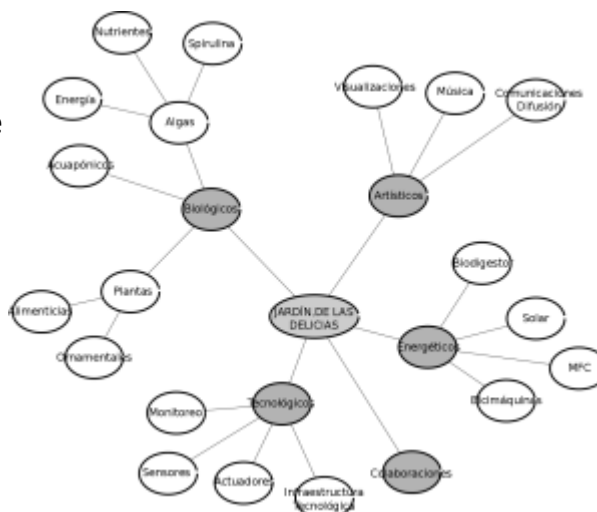 Nutrientes
Spirulina
Energía
Algas
Acuapónicos
Biológicos
Plantas
Alimenticias
Ornamentales
Visualizaciones
Música
Comunicaciones
Difusión
Artísticos
JARDÍN DE LAS
DELICIAS
Biodigestor
Solar
Energéticos
MFC
Bicimáquinas
Tecnológicos
Monitoreo
Sensores
Actuadores
Infraestructura
Tecnológica
Colaboraciones
e